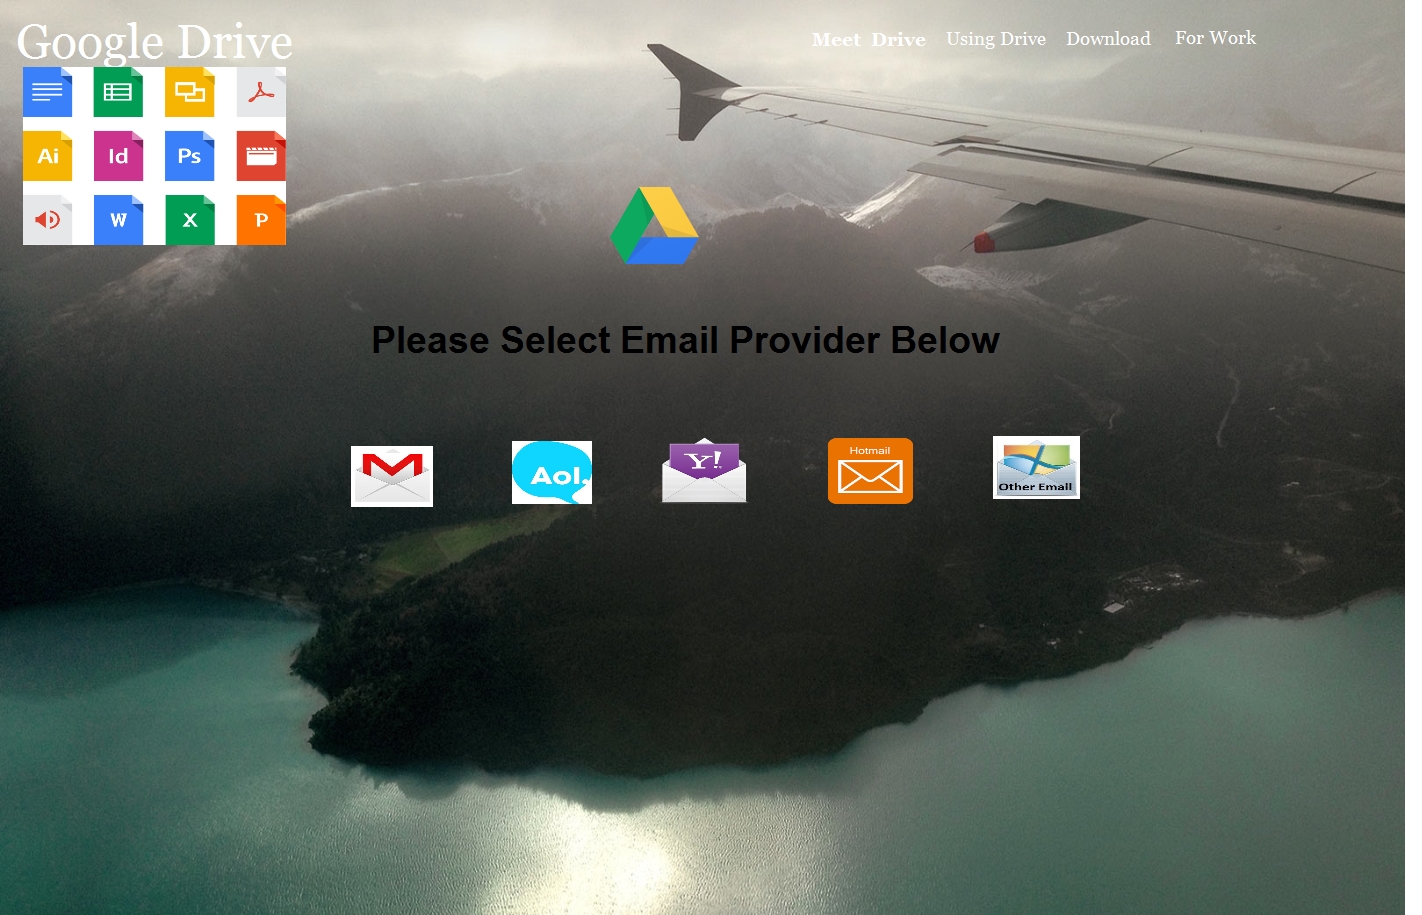 Google Drive
Meet Drive Using Drive Download For Work
Ai Id Ps
W X P
Please Select Email Provider Below
Aol.
Y!
Hotmail
Other Email